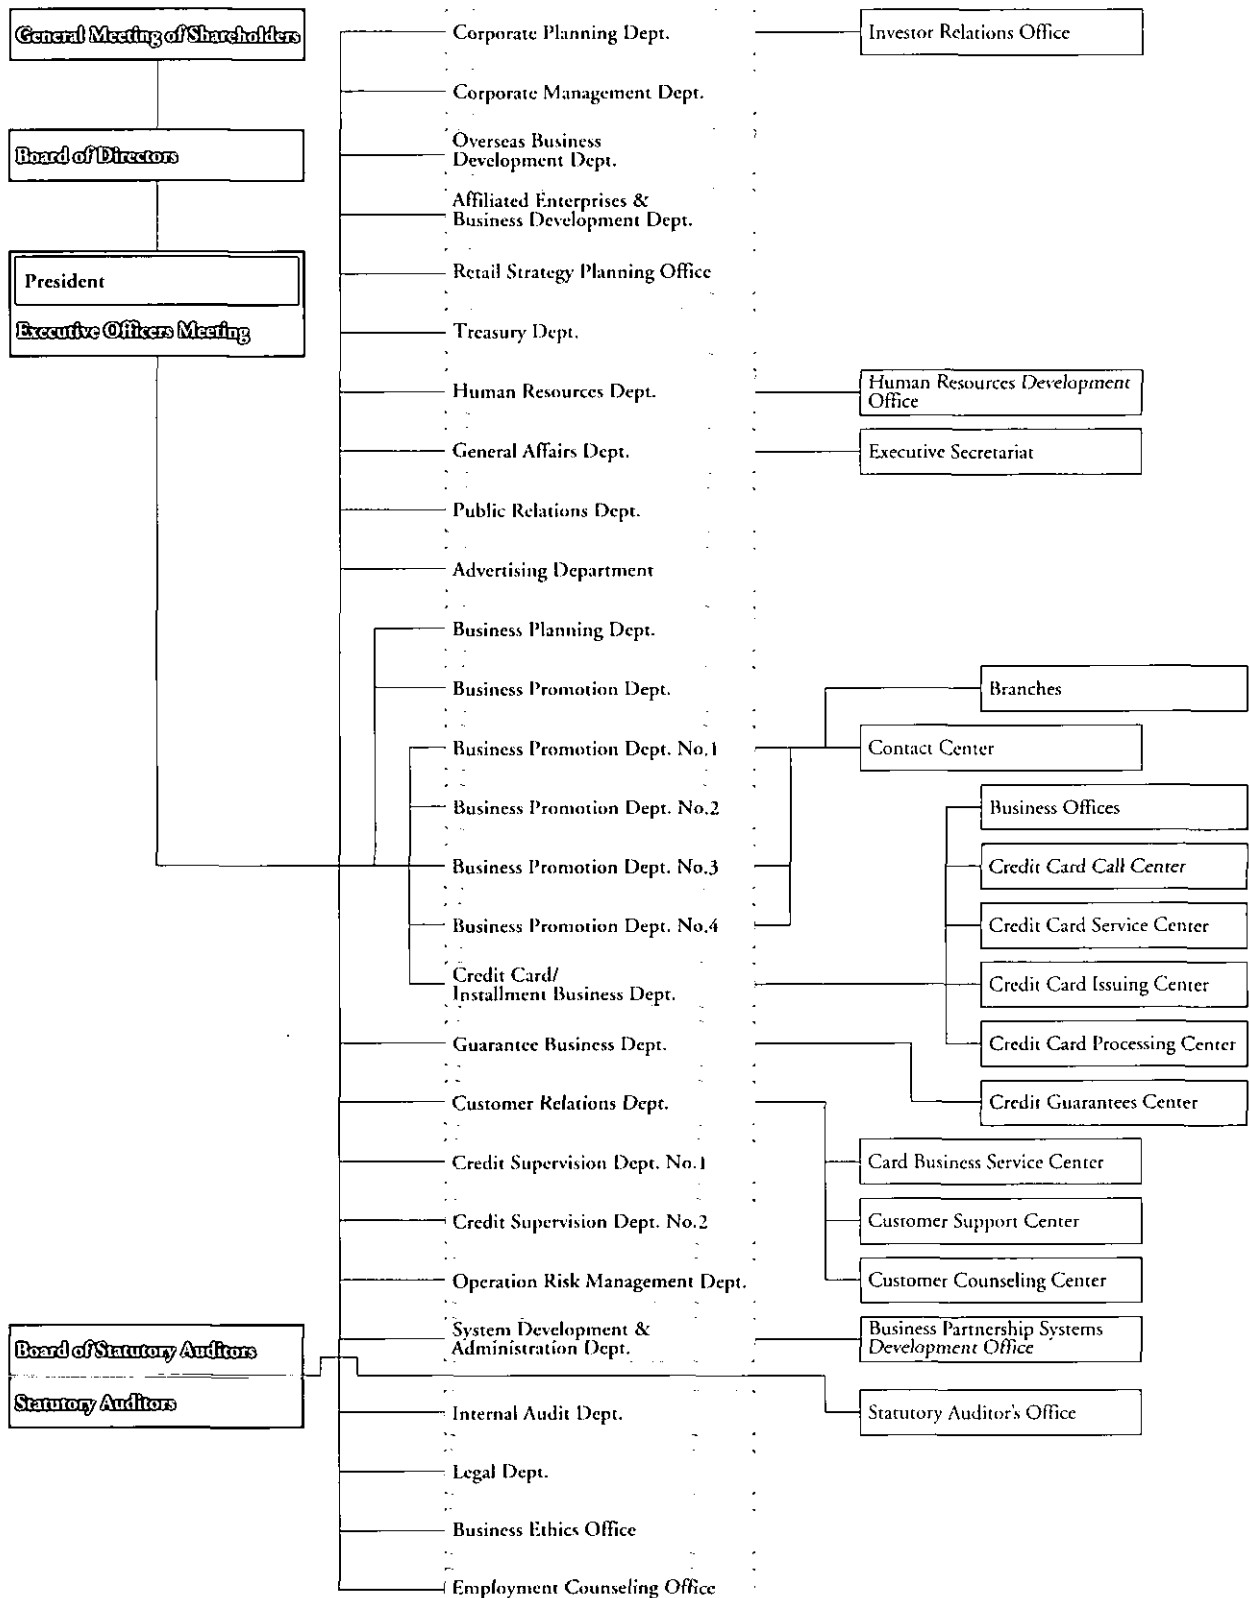 General Meeting of Shareholders
Board of Directors
President
Executive Officers Meeting
Board of Statutory Auditors
Statutory Auditors
Corporate Planning Dept.
Corporate Management Dept.
Overseas Business
Development Dept.
Affiliated Enterprises &
Business Development Dept.
Retail Strategy Planning Office
Treasury Dept.
Human Resources Dept.
General Affairs Dept.
Public Relations Dept.
Advertising Department
Business Planning Dept.
Business Promotion Dept.
Business Promotion Dept. No.1
Business Promotion Dept. No.2
Business Promotion Dept. No.3
Business Promotion Dept. No.4
Credit Card/
Installment Business Dept.
Guarantee Business Dept.
Customer Relations Dept.
Credit Supervision Dept. No.1
Credit Supervision Dept. No.2
Operation Risk Management Dept.
System Development &
Administration Dept.
Internal Audit Dept.
Legal Dept.
Business Ethics Office
Employment Counseling Office
Investor Relations Office
Human Resources Development
Office
Executive Secretariat
Branches
Contact Center
Business Offices
Credit Card Call Center
Credit Card Service Center
Credit Card Issuing Center
Credit Card Processing Center
Credit Guarantees Center
Card Business Service Center
Customer Support Center
Customer Counseling Center
Business Partnership Systems
Development Office
Statutory Auditor's Office